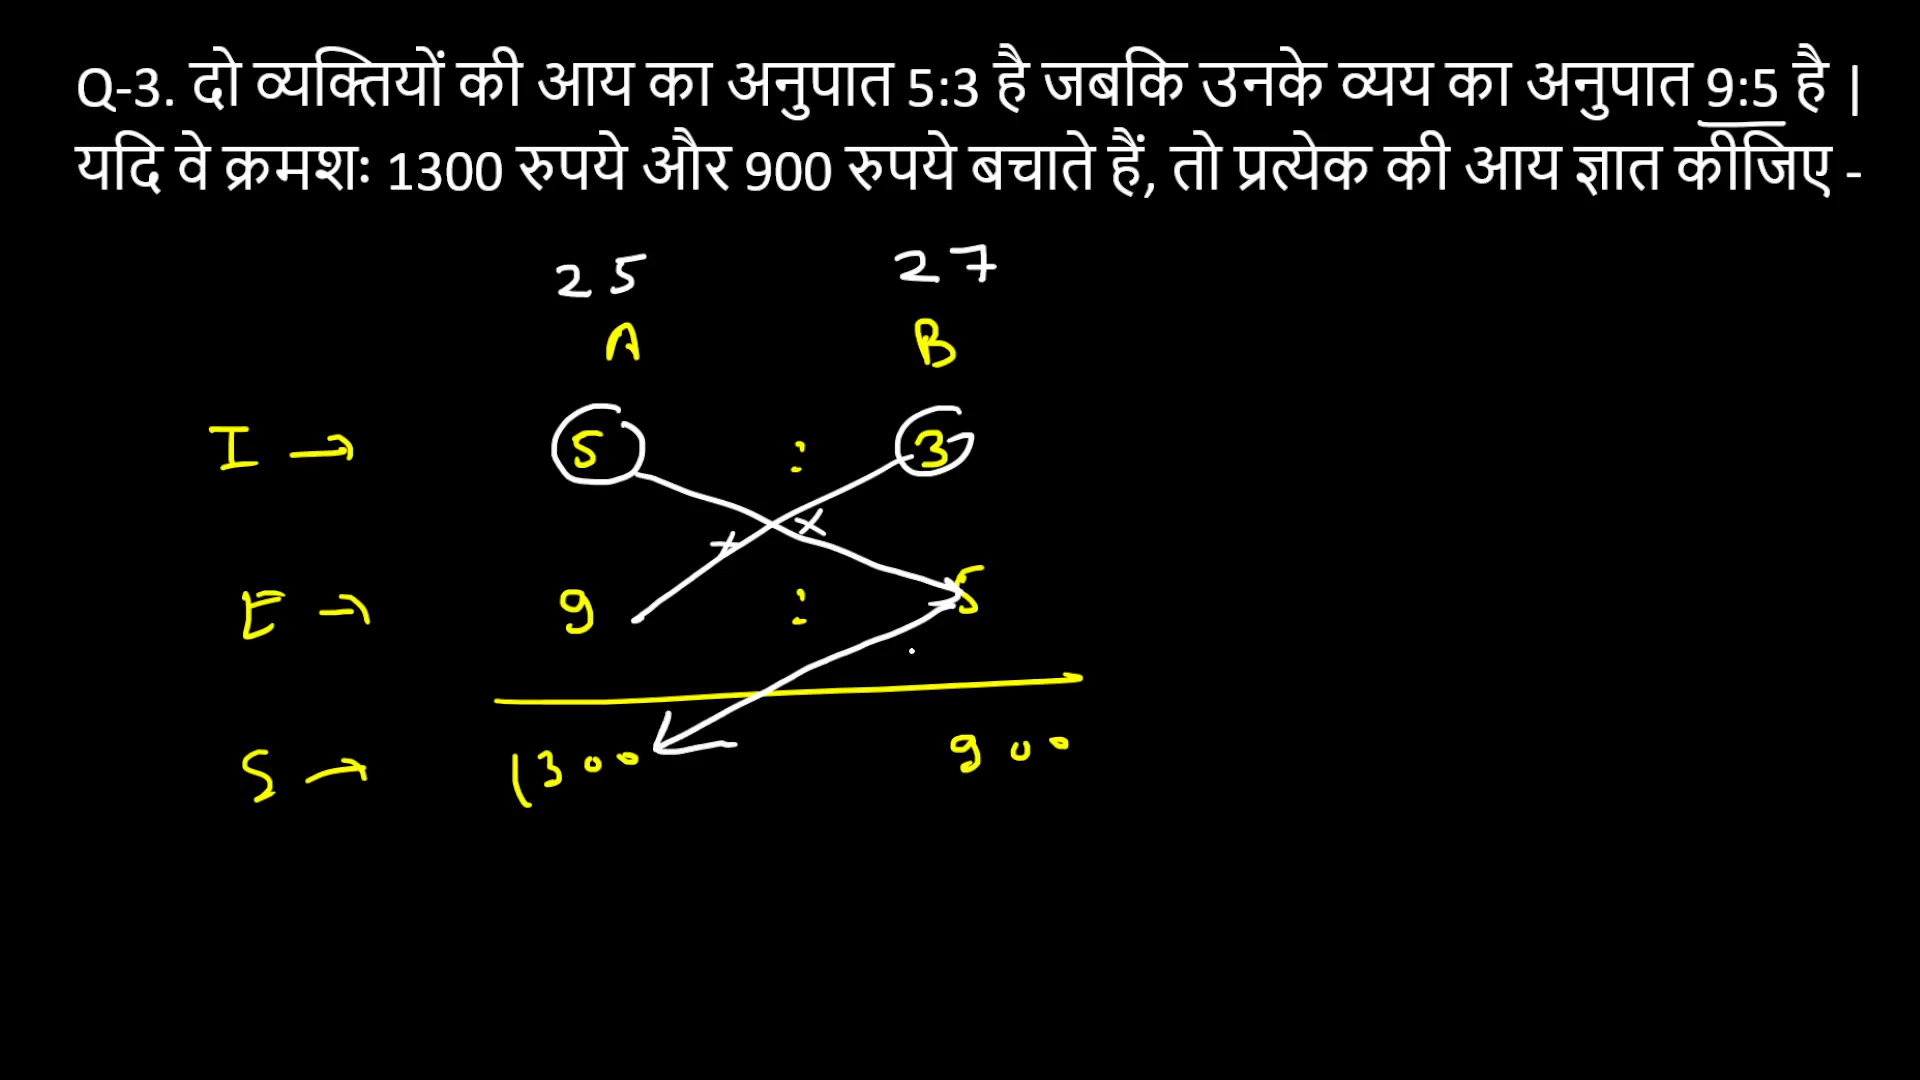 Q-3. दो व्यक्तियों की आय का अनुपात 5:3 है जबकि उनके व्यय का अनुपात 9:5 है |
यदि वे क्रमशः 1300 रुपये और 900 रुपये बचाते हैं, तो प्रत्येक की आय ज्ञात कीजिए -
25 27
A B
I → 5 : 3
× ×
E → 9 : 5
S → 1300 900